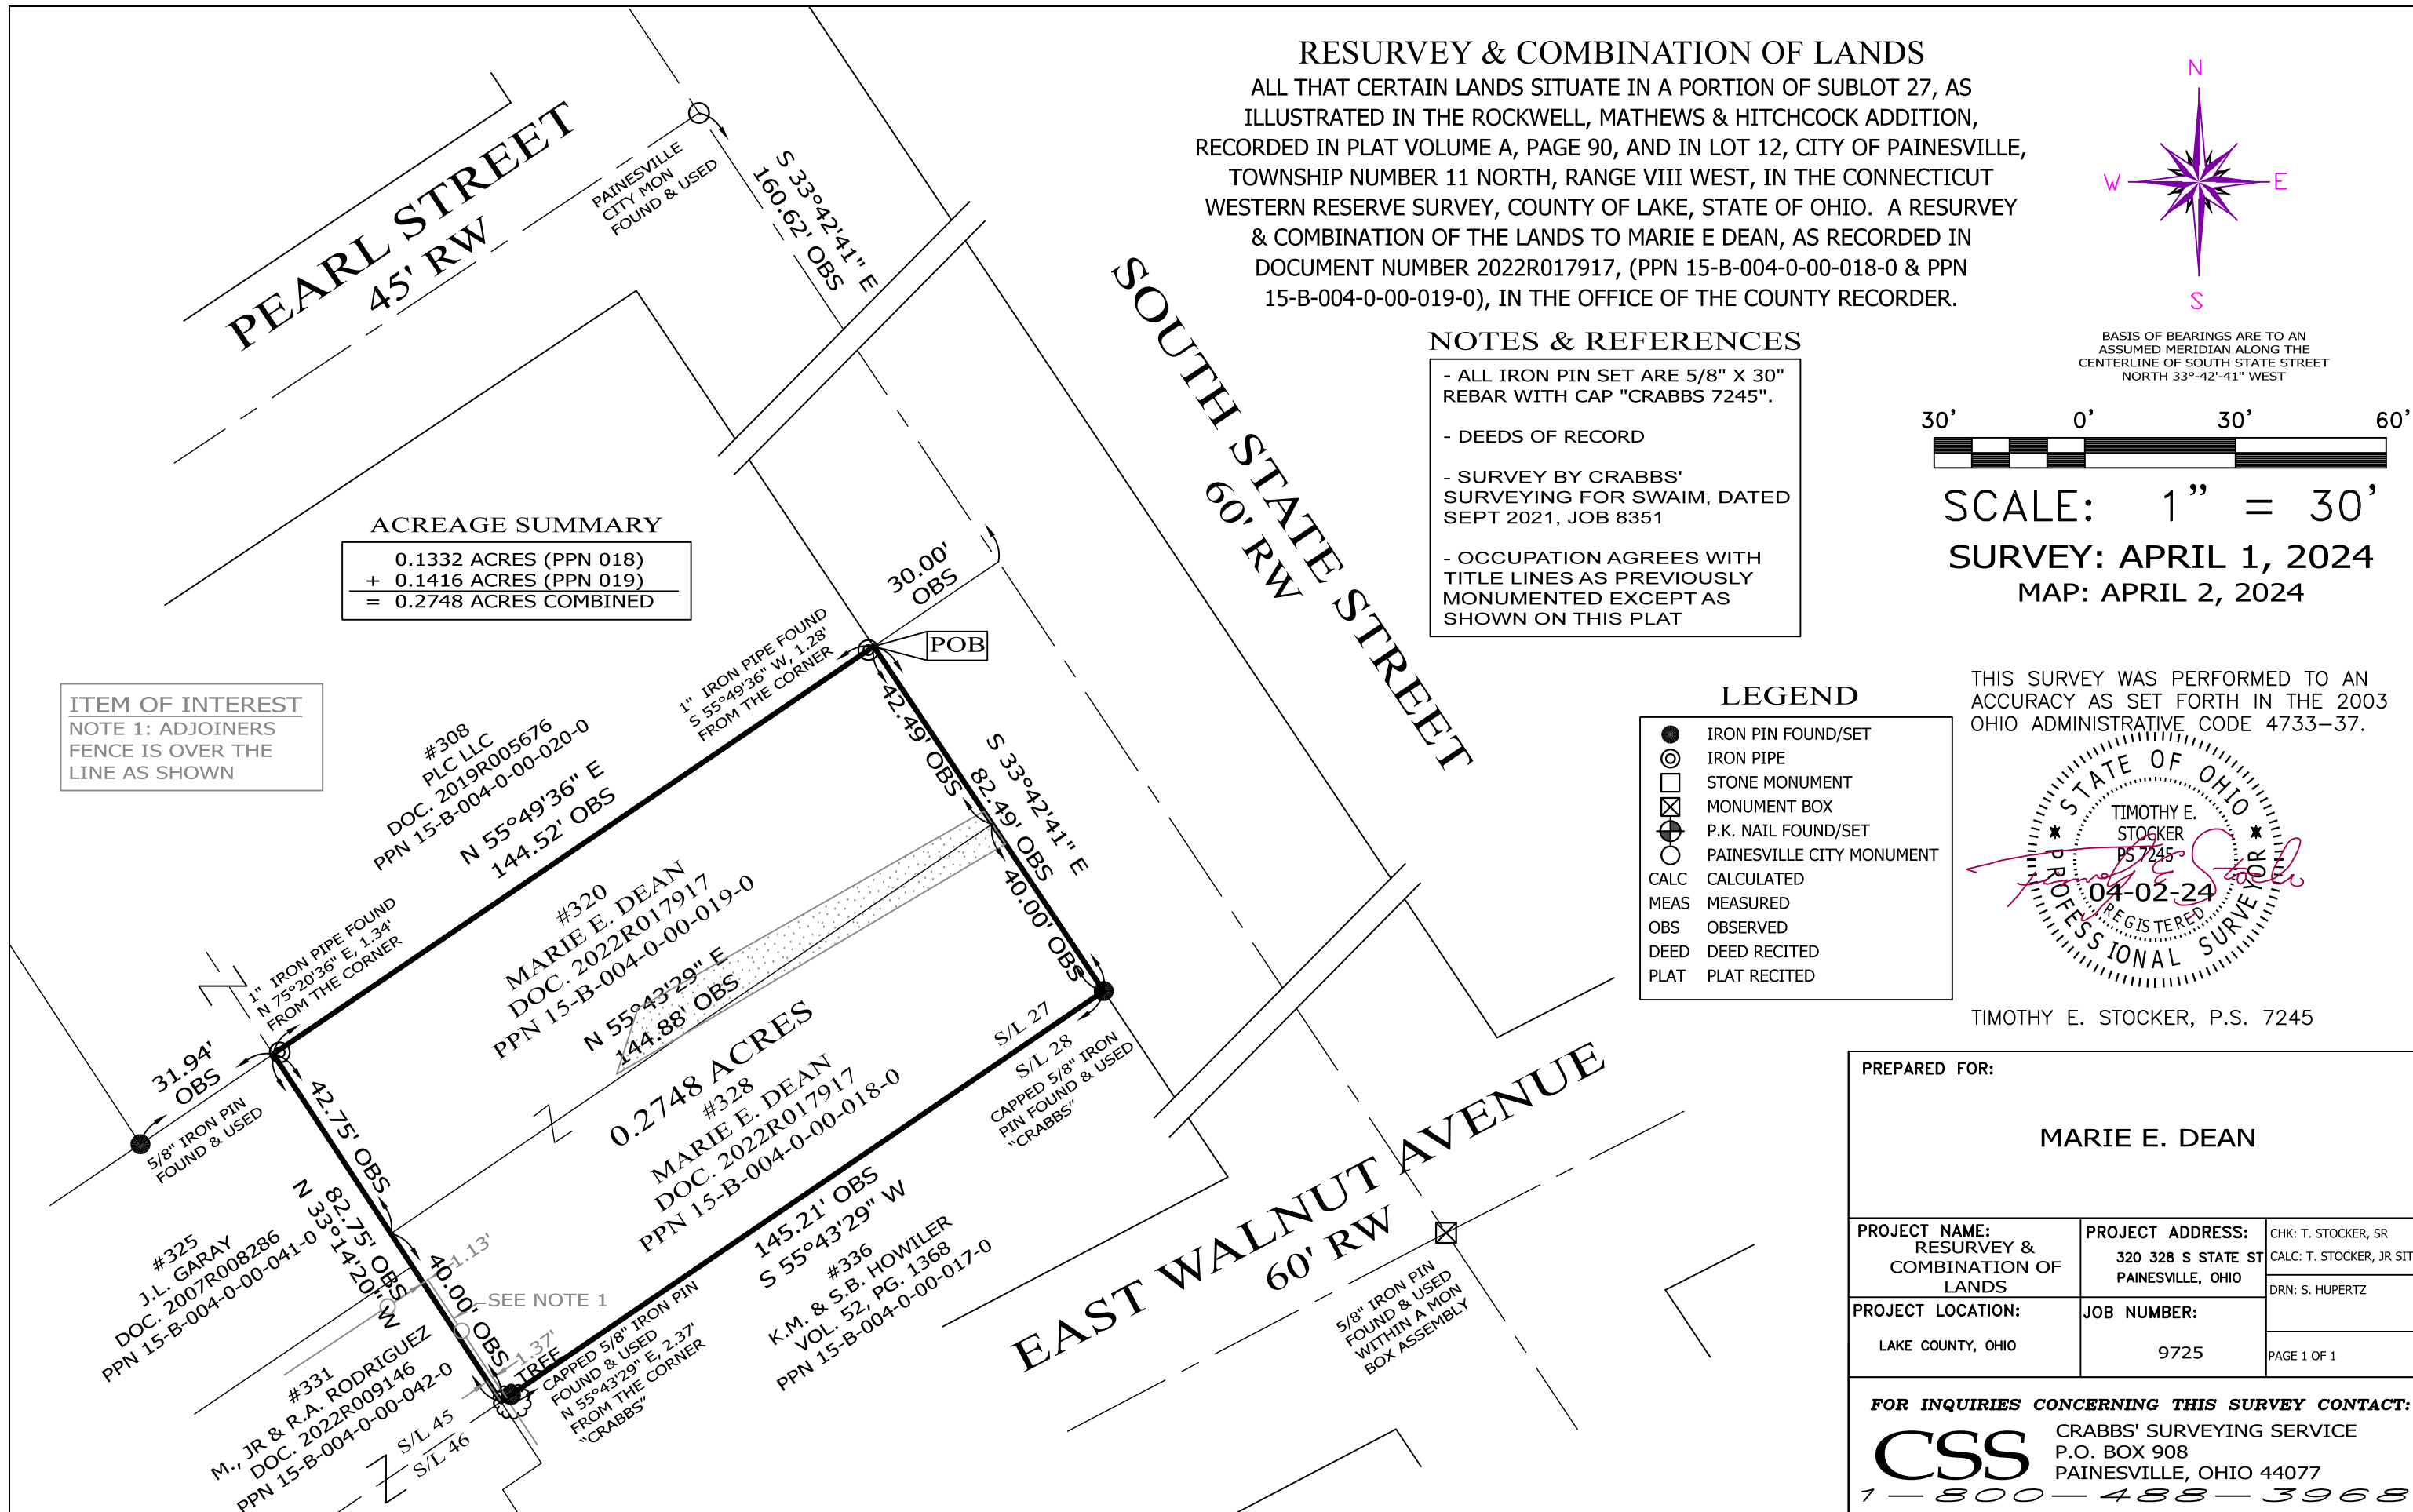 RESURVEY & COMBINATION OF LANDS
ALL THAT CERTAIN LANDS SITUATE IN A PORTION OF SUBLOT 27, AS
ILLUSTRATED IN THE ROCKWELL, MATHEWS & HITCHCOCK ADDITION,
RECORDED IN PLAT VOLUME A, PAGE 90, AND IN LOT 12, CITY OF PAINESVILLE,
TOWNSHIP NUMBER 11 NORTH, RANGE VIII WEST, IN THE CONNECTICUT
WESTERN RESERVE SURVEY, COUNTY OF LAKE, STATE OF OHIO. A RESURVEY
& COMBINATION OF THE LANDS TO MARIE E DEAN, AS RECORDED IN
DOCUMENT NUMBER 2022R017917, (PPN 15-B-004-0-00-018-0 & PPN
15-B-004-0-00-019-0), IN THE OFFICE OF THE COUNTY RECORDER.
N
W
E
S
BASIS OF BEARINGS ARE TO AN
ASSUMED MERIDIAN ALONG THE
CENTERLINE OF SOUTH STATE STREET
NORTH 33°-42'-41" WEST
30'
0'
30'
60'
SCALE: 1" = 30'
SURVEY: APRIL 1, 2024
MAP: APRIL 2, 2024
NOTES & REFERENCES
- ALL IRON PIN SET ARE 5/8" X 30"
REBAR WITH CAP "CRABBS 7245".
- DEEDS OF RECORD
- SURVEY BY CRABBS'
SURVEYING FOR SWAIM, DATED
SEPT 2021, JOB 8351
- OCCUPATION AGREES WITH
TITLE LINES AS PREVIOUSLY
MONUMENTED EXCEPT AS
SHOWN ON THIS PLAT
LEGEND
IRON PIN FOUND/SET
IRON PIPE
STONE MONUMENT
MONUMENT BOX
P.K. NAIL FOUND/SET
PAINESVILLE CITY MONUMENT
CALC CALCULATED
MEAS MEASURED
OBS OBSERVED
DEED DEED RECITED
PLAT PLAT RECITED
THIS SURVEY WAS PERFORMED TO AN
ACCURACY AS SET FORTH IN THE 2003
OHIO ADMINISTRATIVE CODE 4733-37.
STATE OF OHIO
TIMOTHY E.
STOCKER
PS 7245
04-02-24
REGISTERED
PROFESSIONAL SURVEYOR
TIMOTHY E. STOCKER, P.S. 7245
PEARL STREET
45' RW
PAINESVILLE
CITY MON
FOUND & USED
S 33°42'41" E
160.62' OBS
SOUTH STATE STREET
60' RW
ACREAGE SUMMARY
0.1332 ACRES (PPN 018)
+ 0.1416 ACRES (PPN 019)
= 0.2748 ACRES COMBINED
30.00'
OBS
POB
1" IRON PIPE FOUND
S 55°49'36" W, 1.28'
FROM THE CORNER
ITEM OF INTEREST
NOTE 1: ADJOINERS
FENCE IS OVER THE
LINE AS SHOWN
#308
PLC LLC
DOC. 2019R005676
PPN 15-B-004-0-00-020-0
N 55°49'36" E
144.52' OBS
42.49' OBS
S 33°42'41" E
82.49' OBS
40.00' OBS
1" IRON PIPE FOUND
N 75°20'36" E, 1.34'
FROM THE CORNER
#320
MARIE E. DEAN
DOC. 2022R017917
PPN 15-B-004-0-00-019-0
N 55°43'29" E
144.88' OBS
0.2748 ACRES
#328
MARIE E. DEAN
DOC. 2022R017917
PPN 15-B-004-0-00-018-0
S/L 27
S/L 28
CAPPED 5/8" IRON
PIN FOUND & USED
"CRABBS"
31.94'
OBS
5/8" IRON PIN
FOUND & USED
42.75' OBS
82.75' OBS
N 33°14'20" W
40.00' OBS
1.13'
SEE NOTE 1
1.37'
TREE
#325
J.L. GARAY
DOC. 2007R008286
PPN 15-B-004-0-00-041-0
#331
M., JR & R.A. RODRIGUEZ
DOC. 2022R009146
PPN 15-B-004-0-00-042-0
S/L 45
S/L 46
145.21' OBS
S 55°43'29" W
CAPPED 5/8" IRON PIN
FOUND & USED
N 55°43'29" E, 2.37'
FROM THE CORNER
"CRABBS"
#336
K.M. & S.B. HOWILER
VOL. 52, PG. 1368
PPN 15-B-004-0-00-017-0
EAST WALNUT AVENUE
60' RW
5/8" IRON PIN
FOUND & USED
WITHIN A MON
BOX ASSEMBLY
PREPARED FOR:
MARIE E. DEAN
PROJECT NAME:
RESURVEY &
COMBINATION OF
LANDS
PROJECT ADDRESS:
320 328 S STATE ST
PAINESVILLE, OHIO
CHK: T. STOCKER, SR
CALC: T. STOCKER, JR SIT
DRN: S. HUPERTZ
PROJECT LOCATION:
LAKE COUNTY, OHIO
JOB NUMBER:
9725
PAGE 1 OF 1
FOR INQUIRIES CONCERNING THIS SURVEY CONTACT:
CSS
CRABBS' SURVEYING SERVICE
P.O. BOX 908
PAINESVILLE, OHIO 44077
1-800-488-3968